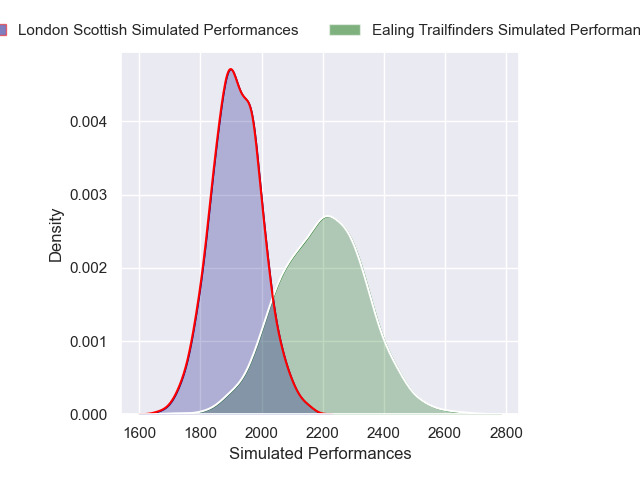 London Scottish Simulated Performances
Ealing Trailfinders Simulated Performan
0.004
0.003
0.002
0.001
0.000
Density
1600 1800 2000 2200 2400 2600 2800
Simulated Performances